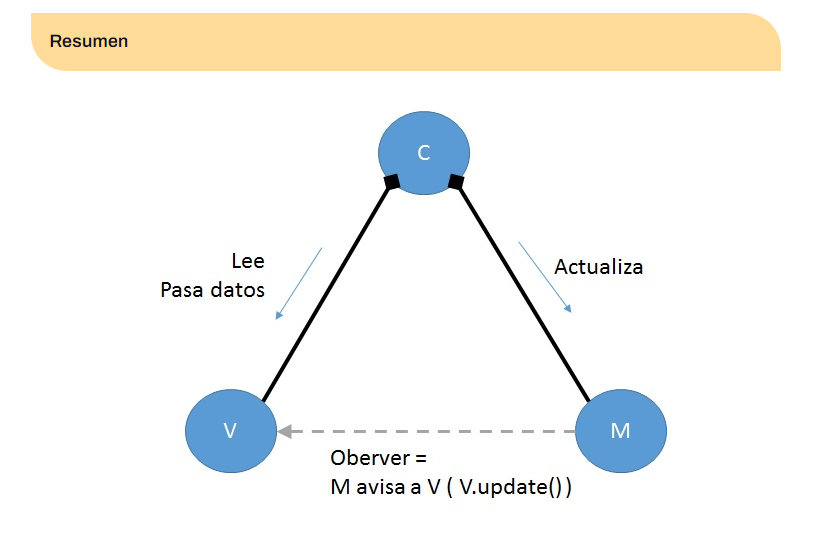 Resumen
C
Lee
Pasa datos
Actualiza
V
M
Oberver =
M avisa a V ( V.update() )